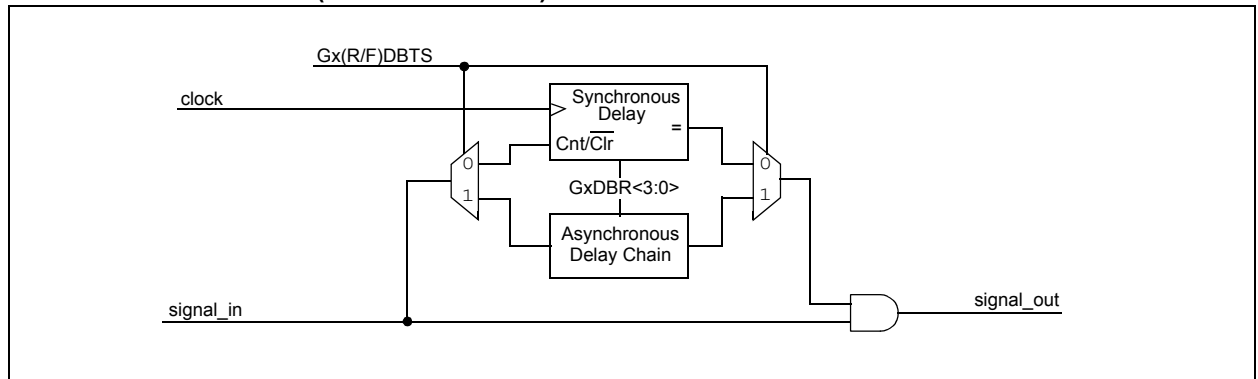 Gx(R/F)DBTS
clock
Synchronous
Delay
=
Cnt/Clr
0
0
GxDBR<3:0>
1
1
Asynchronous
Delay Chain
signal_in
signal_out